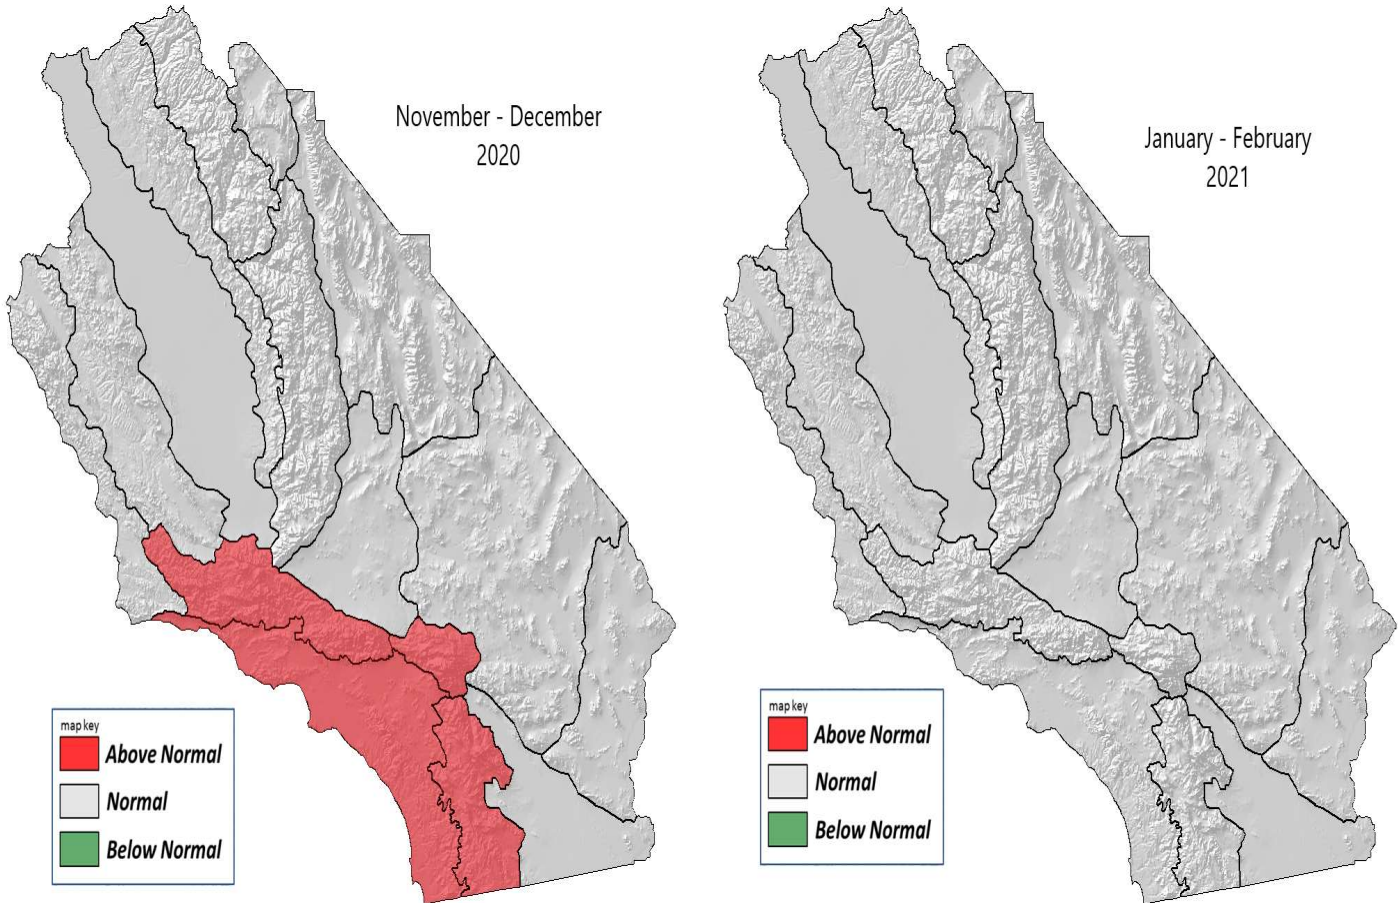 November - December
2020
map key
Above Normal
Normal
Below Normal
January - February
2021
map key
Above Normal
Normal
Below Normal